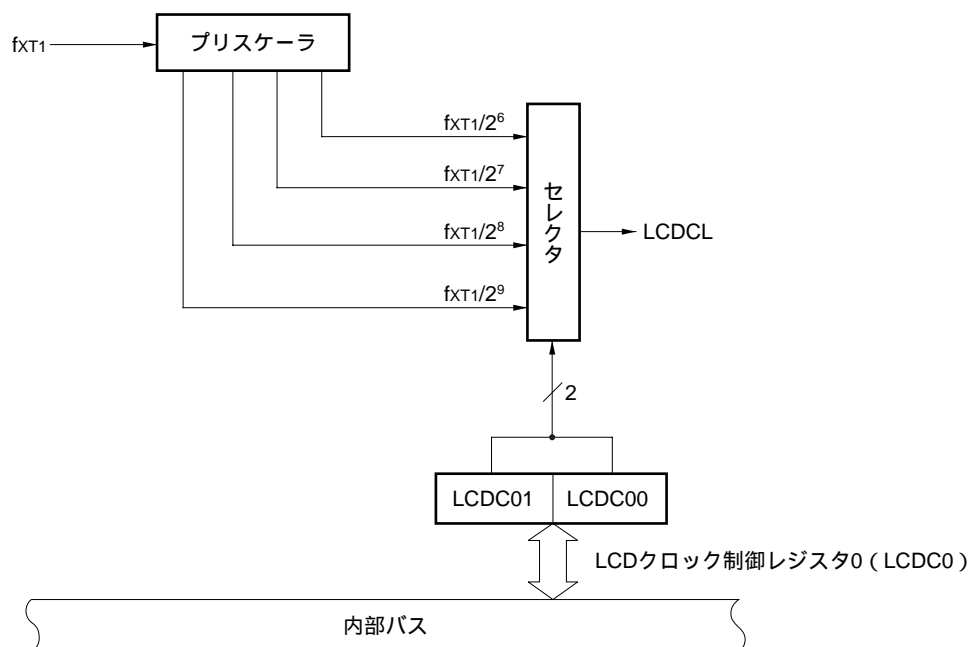 fXT1
プリスケーラ
fXT1/2⁶
fXT1/2⁷
fXT1/2⁸
fXT1/2⁹
セレクタ
LCDCL
2
LCDC01
LCDC00
LCDクロック制御レジスタ0（LCDC0）
内部バス